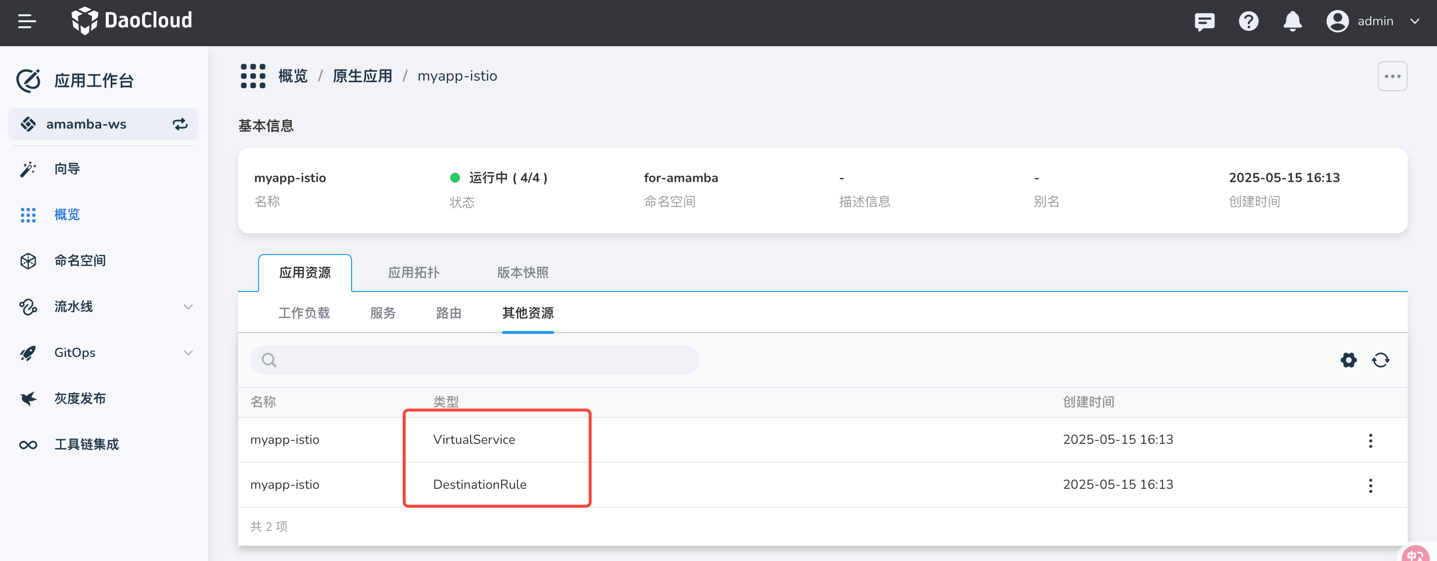 DaoCloud
admin
应用工作台
amamba-ws
向导
概览
命名空间
流水线
GitOps
灰度发布
工具链集成
概览 / 原生应用 / myapp-istio
基本信息
myapp-istio 运行中 ( 4/4 ) for-amamba - - 2025-05-15 16:13
名称 状态 命名空间 描述信息 别名 创建时间
应用资源 应用拓扑 版本快照
工作负载 服务 路由 其他资源
名称 类型 创建时间
myapp-istio VirtualService 2025-05-15 16:13
myapp-istio DestinationRule 2025-05-15 16:13
共 2 项